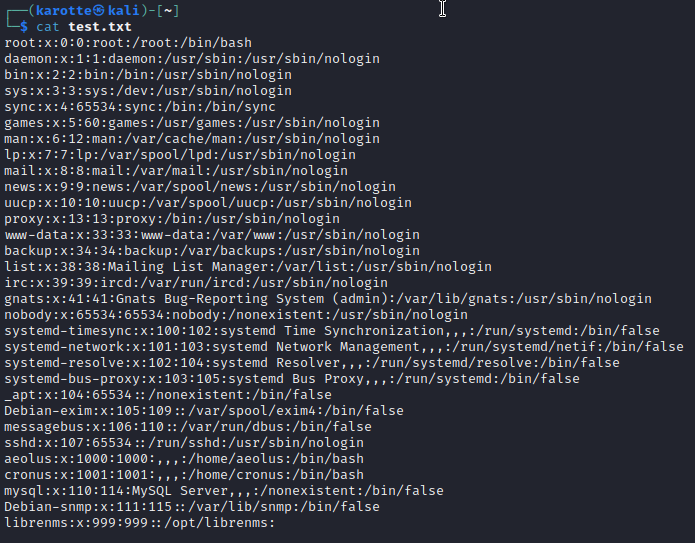 ┌──(karotte㉿kali)-[~]
└─$ cat test.txt
root:x:0:0:root:/root:/bin/bash
daemon:x:1:1:daemon:/usr/sbin:/usr/sbin/nologin
bin:x:2:2:bin:/bin:/usr/sbin/nologin
sys:x:3:3:sys:/dev:/usr/sbin/nologin
sync:x:4:65534:sync:/bin:/bin/sync
games:x:5:60:games:/usr/games:/usr/sbin/nologin
man:x:6:12:man:/var/cache/man:/usr/sbin/nologin
lp:x:7:7:lp:/var/spool/lpd:/usr/sbin/nologin
mail:x:8:8:mail:/var/mail:/usr/sbin/nologin
news:x:9:9:news:/var/spool/news:/usr/sbin/nologin
uucp:x:10:10:uucp:/var/spool/uucp:/usr/sbin/nologin
proxy:x:13:13:proxy:/bin:/usr/sbin/nologin
www-data:x:33:33:www-data:/var/www:/usr/sbin/nologin
backup:x:34:34:backup:/var/backups:/usr/sbin/nologin
list:x:38:38:Mailing List Manager:/var/list:/usr/sbin/nologin
irc:x:39:39:ircd:/var/run/ircd:/usr/sbin/nologin
gnats:x:41:41:Gnats Bug-Reporting System (admin):/var/lib/gnats:/usr/sbin/nologin
nobody:x:65534:65534:nobody:/nonexistent:/usr/sbin/nologin
systemd-timesync:x:100:102:systemd Time Synchronization,,,:/run/systemd:/bin/false
systemd-network:x:101:103:systemd Network Management,,,:/run/systemd/netif:/bin/false
systemd-resolve:x:102:104:systemd Resolver,,,:/run/systemd/resolve:/bin/false
systemd-bus-proxy:x:103:105:systemd Bus Proxy,,,:/run/systemd:/bin/false
_apt:x:104:65534::/nonexistent:/bin/false
Debian-exim:x:105:109::/var/spool/exim4:/bin/false
messagebus:x:106:110::/var/run/dbus:/bin/false
sshd:x:107:65534::/run/sshd:/usr/sbin/nologin
aeolus:x:1000:1000:,,,:/home/aeolus:/bin/bash
cronus:x:1001:1001:,,,:/home/cronus:/bin/bash
mysql:x:110:114:MySQL Server,,,:/nonexistent:/bin/false
Debian-snmp:x:111:115::/var/lib/snmp:/bin/false
librenms:x:999:999::/opt/librenms: